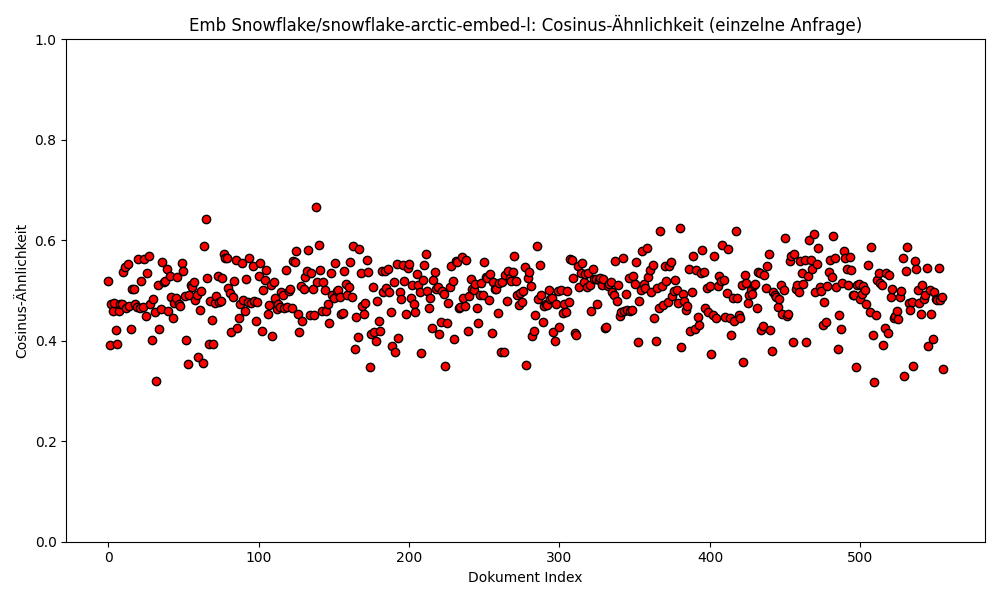 Emb Snowflake/snowflake-arctic-embed-l: Cosinus-Ähnlichkeit (einzelne Anfrage)
1.0
0.8
0.6
0.4
0.2
0.0
Cosinus-Ähnlichkeit
0 100 200 300 400 500
Dokument Index